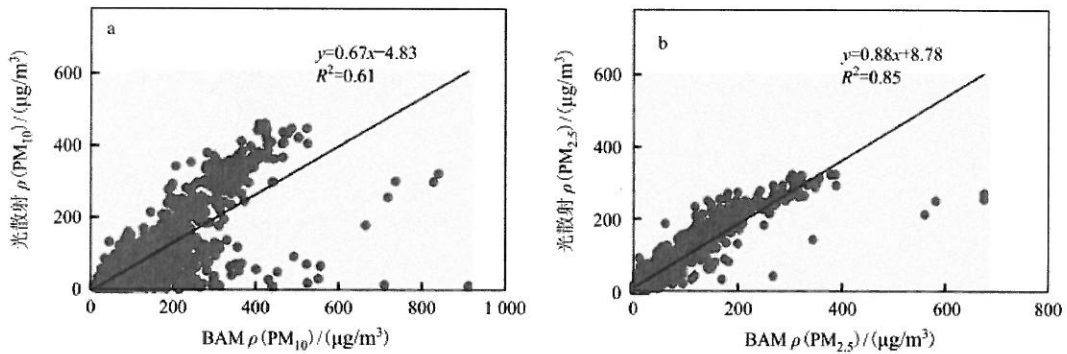 a
y=0.67x−4.83
R²=0.61
光散射 ρ(PM₁₀)/(μg/m³)
600
400
200
0
0 200 400 600 800 1 000
BAM ρ(PM₁₀)/(μg/m³)
b
y=0.88x+8.78
R²=0.85
光散射 ρ(PM₂.₅)/(μg/m³)
600
400
200
0
0 200 400 600 800
BAM ρ(PM₂.₅)/(μg/m³)